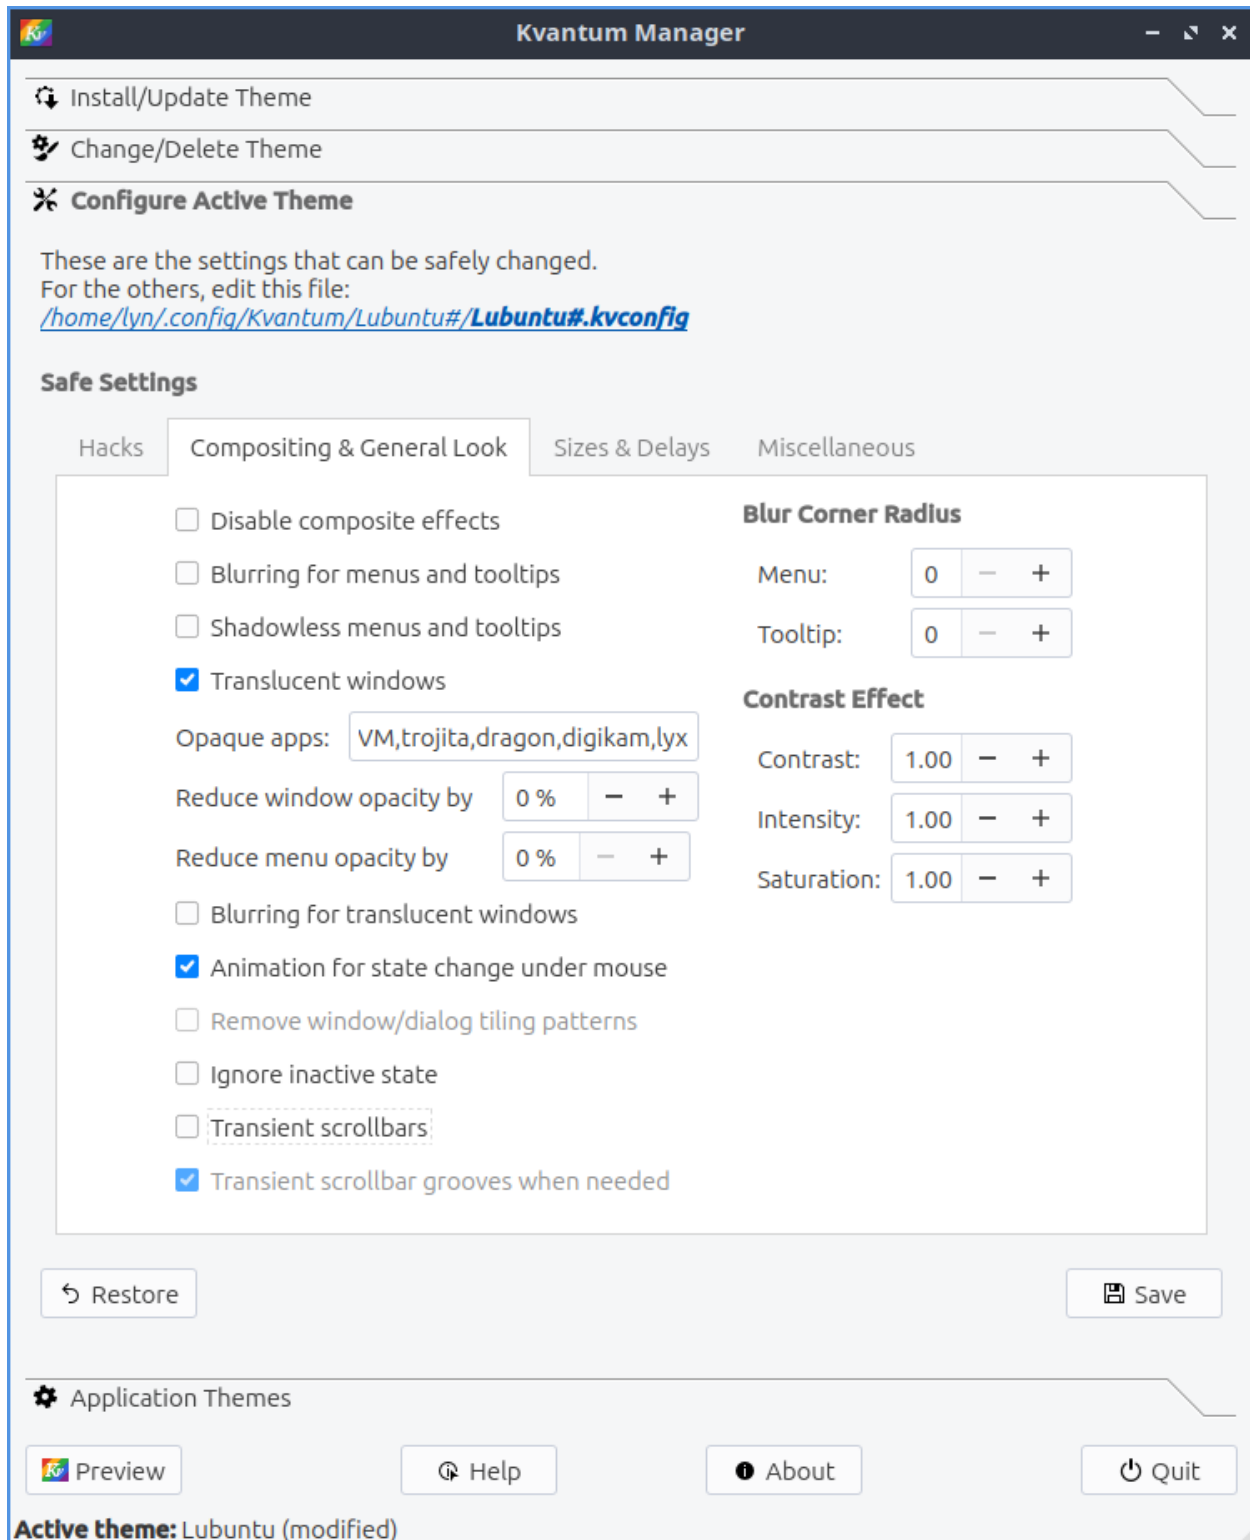 Kv Kvantum Manager
Install/Update Theme
Change/Delete Theme
Configure Active Theme
These are the settings that can be safely changed.
For the others, edit this file:
/home/lyn/.config/Kvantum/Lubuntu#/Lubuntu#.kvconfig
Safe Settings
Hacks Compositing & General Look Sizes & Delays Miscellaneous
Disable composite effects
Blurring for menus and tooltips
Shadowless menus and tooltips
Translucent windows
Opaque apps: VM,trojita,dragon,digikam,lyx
Reduce window opacity by 0 % − +
Reduce menu opacity by 0 % − +
Blurring for translucent windows
Animation for state change under mouse
Remove window/dialog tiling patterns
Ignore inactive state
Transient scrollbars
Transient scrollbar grooves when needed
Blur Corner Radius
Menu: 0 − +
Tooltip: 0 − +
Contrast Effect
Contrast: 1.00 − +
Intensity: 1.00 − +
Saturation: 1.00 − +
Restore Save
Application Themes
Kv Preview Help About Quit
Active theme: Lubuntu (modified)